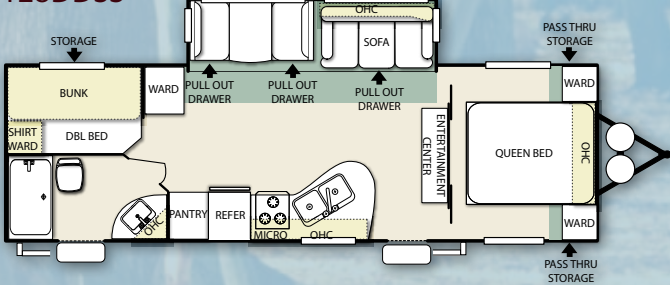 OHC
STORAGE
SOFA
PASS THRU
STORAGE
BUNK
WARD
PULL OUT
DRAWER
PULL OUT
DRAWER
PULL OUT
DRAWER
WARD
SHIRT
WARD
DBL BED
ENTERTAINMENT
CENTER
QUEEN BED
OHC
PANTRY
REFER
OHC
MICRO
OHC
WARD
PASS THRU
STORAGE